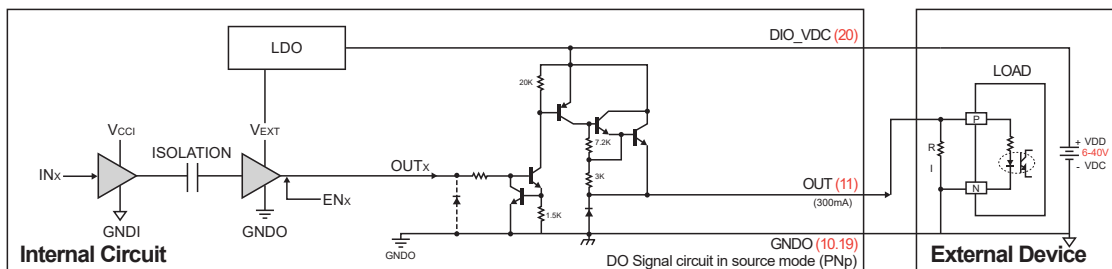 DIO_VDC (20)
LDO
LOAD
20K
VCCI
VEXT
ISOLATION
7.2K
P
R
I
+ VDD
6-40V
- VDC
INX
OUTX
3K
OUT (11)
(300mA)
N
ENX
1.5K
GNDI
GNDO
GNDO
GNDO (10.19)
Internal Circuit
DO Signal circuit in source mode (PNp)
External Device